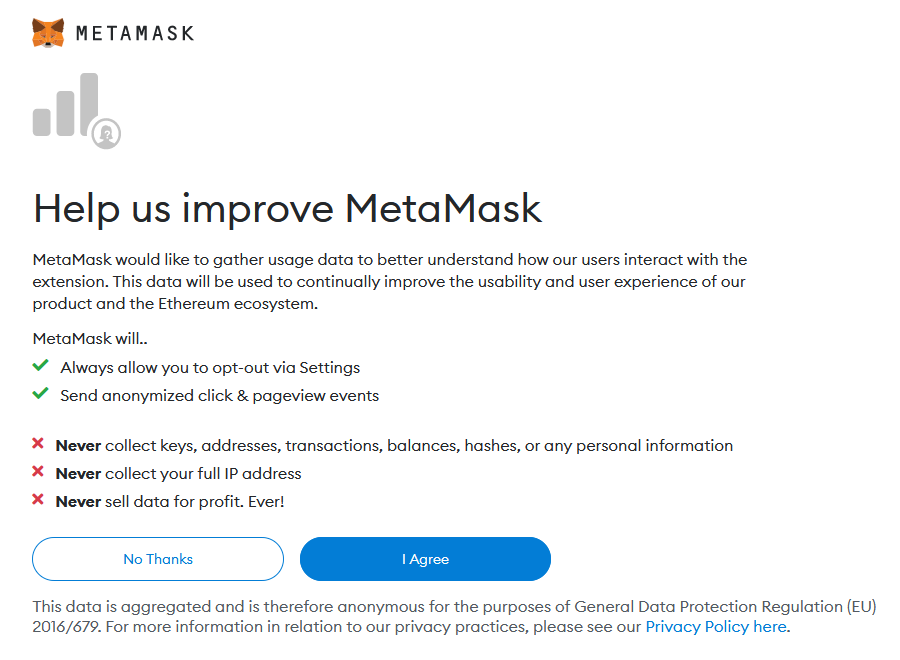 METAMASK
Help us improve MetaMask
MetaMask would like to gather usage data to better understand how our users interact with the
extension. This data will be used to continually improve the usability and user experience of our
product and the Ethereum ecosystem.
MetaMask will..
Always allow you to opt-out via Settings
Send anonymized click & pageview events
Never collect keys, addresses, transactions, balances, hashes, or any personal information
Never collect your full IP address
Never sell data for profit. Ever!
No Thanks
I Agree
This data is aggregated and is therefore anonymous for the purposes of General Data Protection Regulation (EU)
2016/679. For more information in relation to our privacy practices, please see our Privacy Policy here.